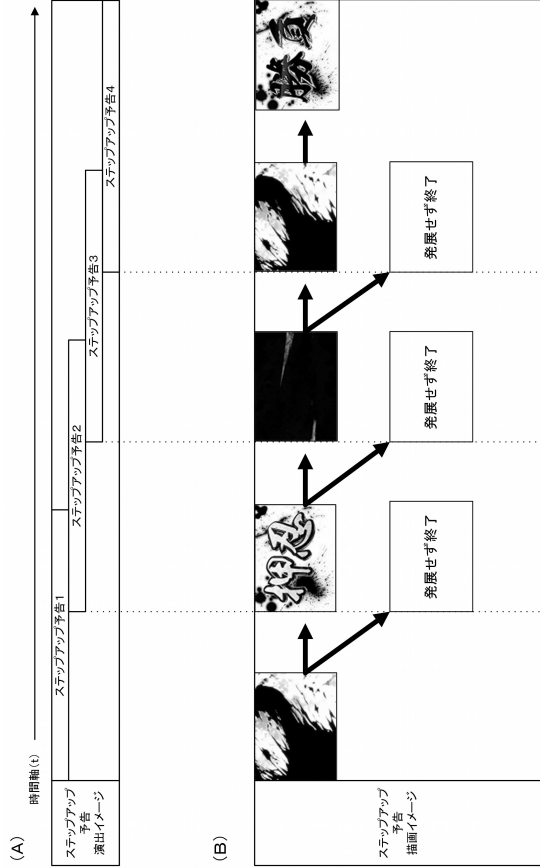 (A)
時間軸(t)
ステップアップ
予告
演出イメージ
ステップアップ予告1
ステップアップ予告2
ステップアップ予告3
ステップアップ予告4
(B)
ステップアップ
予告
描画イメージ
押忍
勝負
発展せず終了
発展せず終了
発展せず終了